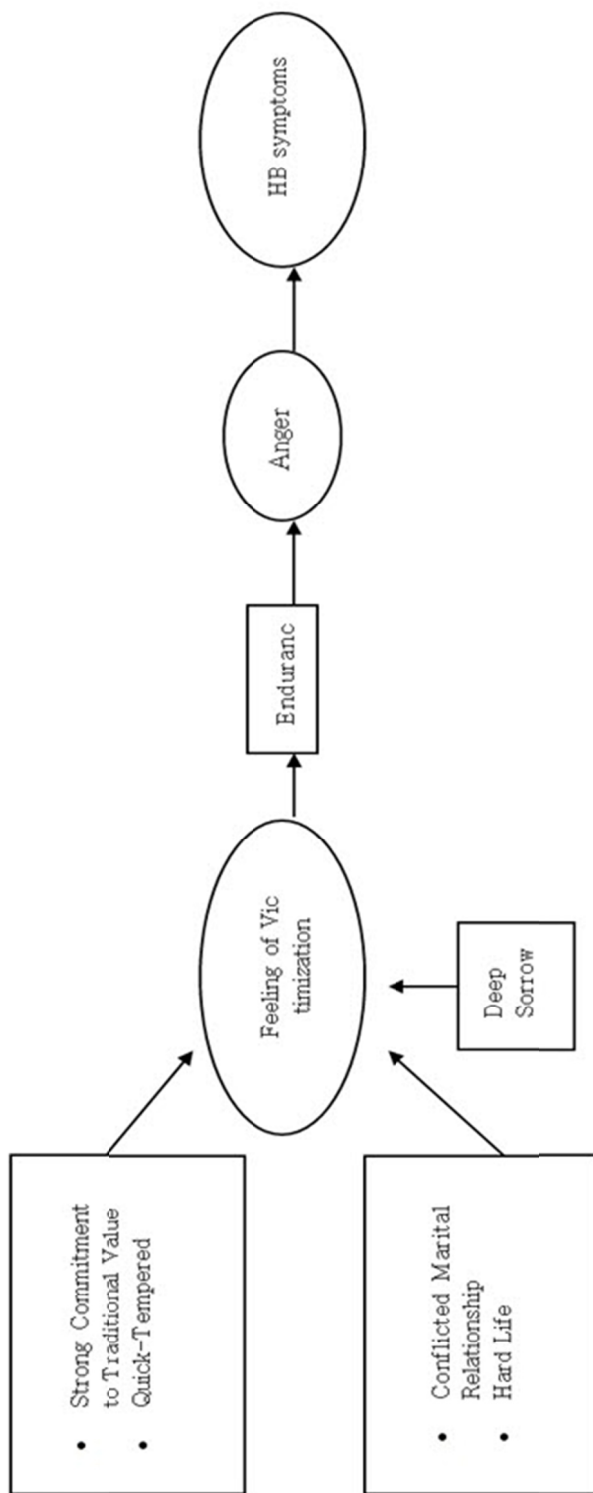 • Strong Commitment
to Traditional Value
• Quick-Tempered
• Conflicted Marital
Relationship
• Hard Life
Feeling of Vic
timization
Deep
Sorrow
Enduranc
Anger
HB symptoms